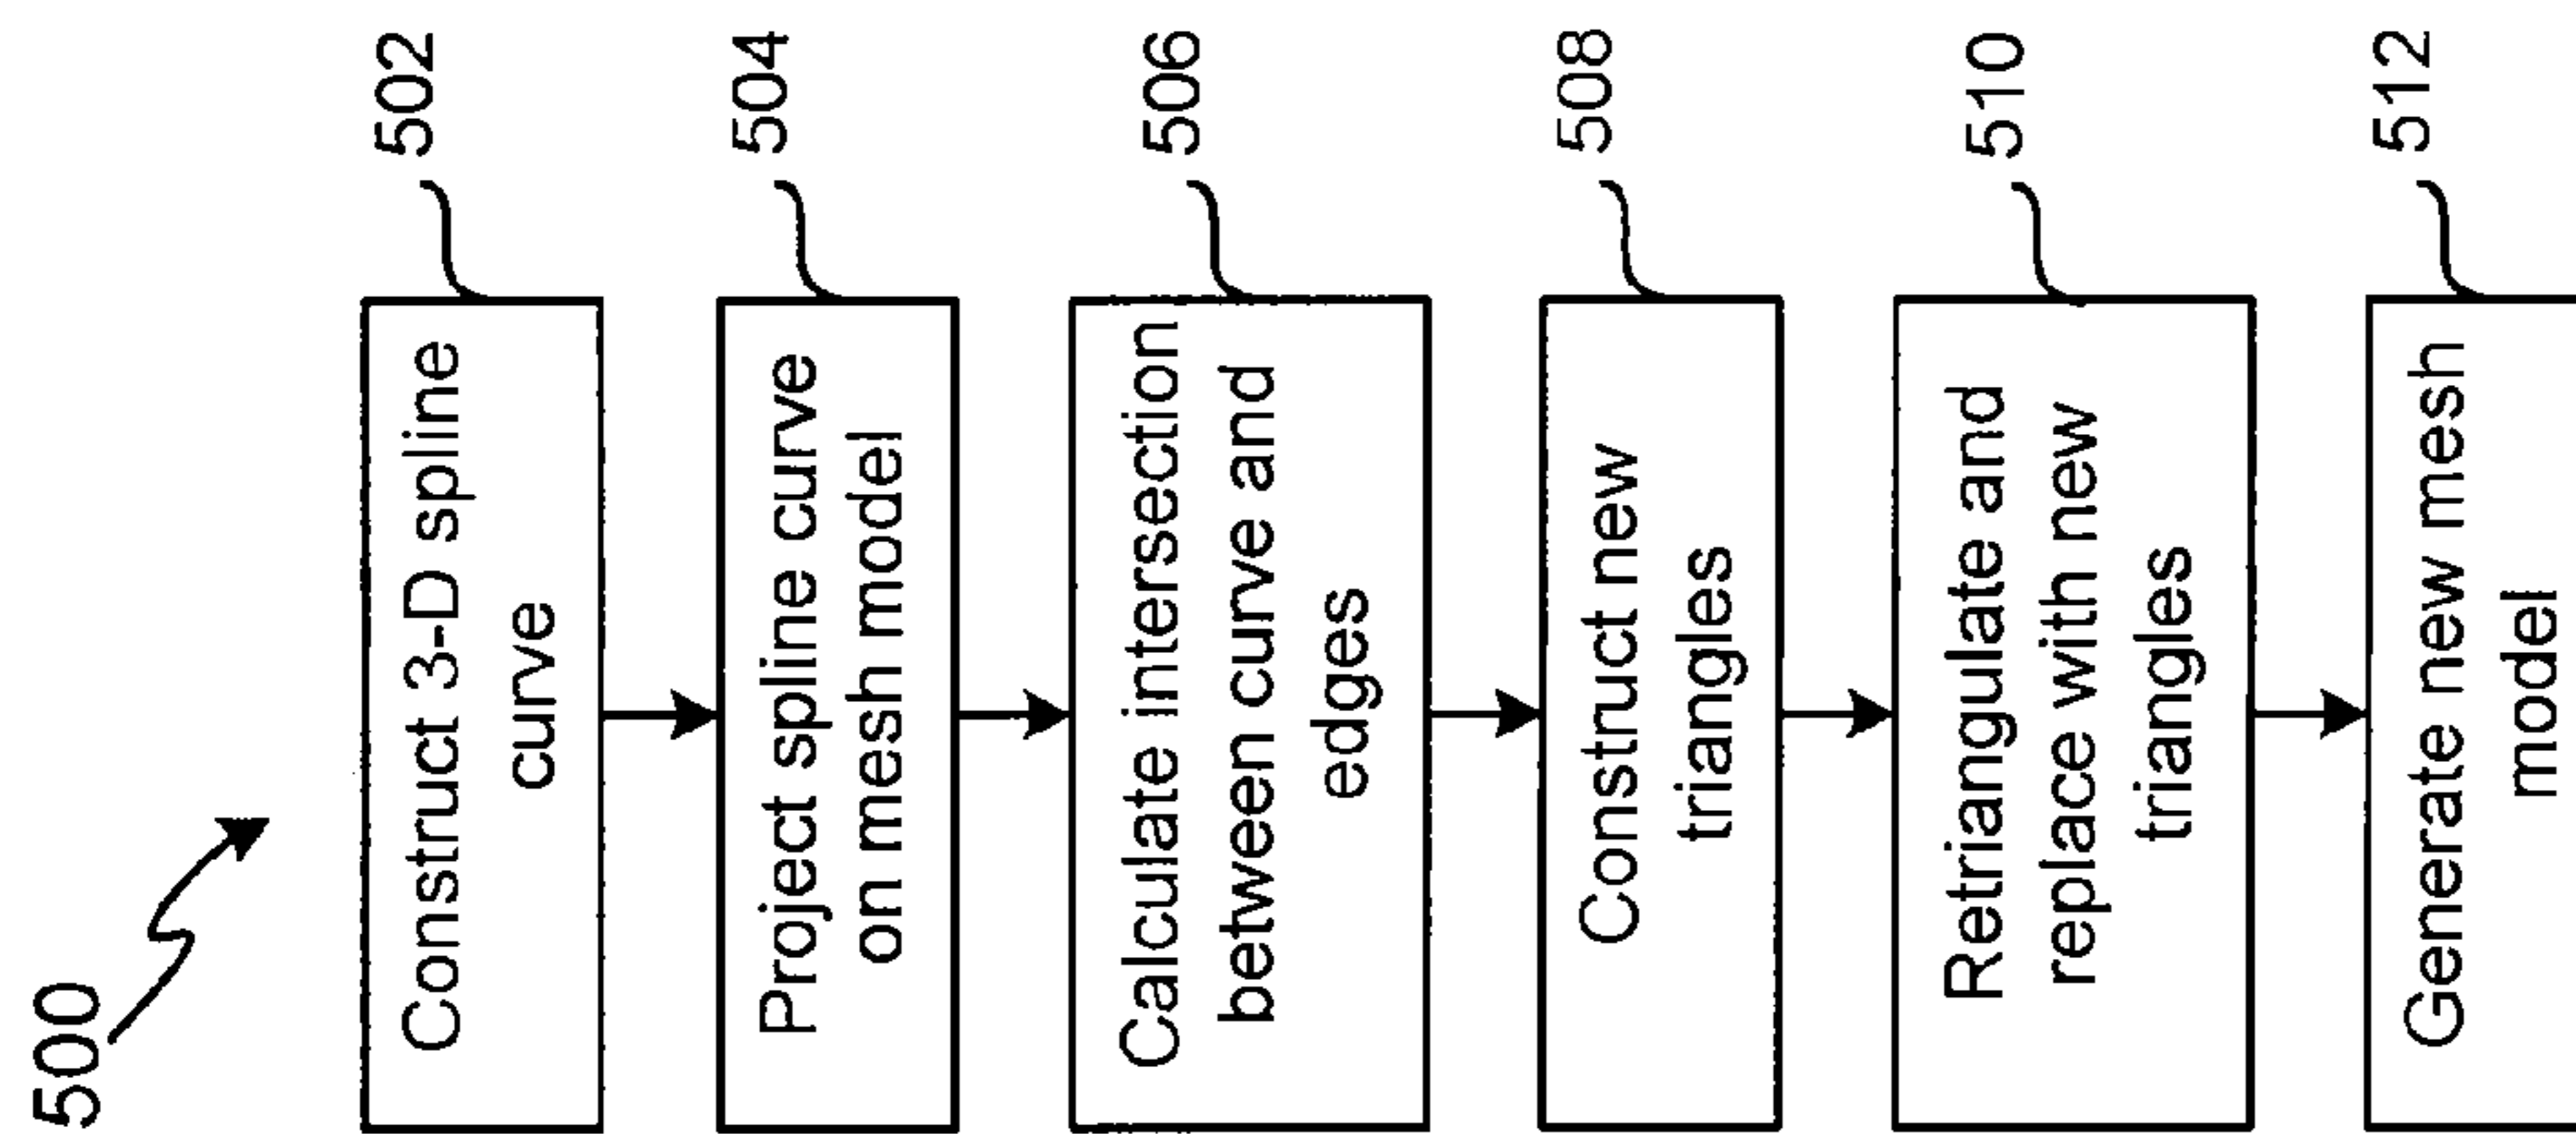 500
Construct 3-D spline
curve
502
Project spline curve
on mesh model
504
Calculate intersection
between curve and
edges
506
Construct new
triangles
508
Retriangulate and
replace with new
triangles
510
Generate new mesh
model
512